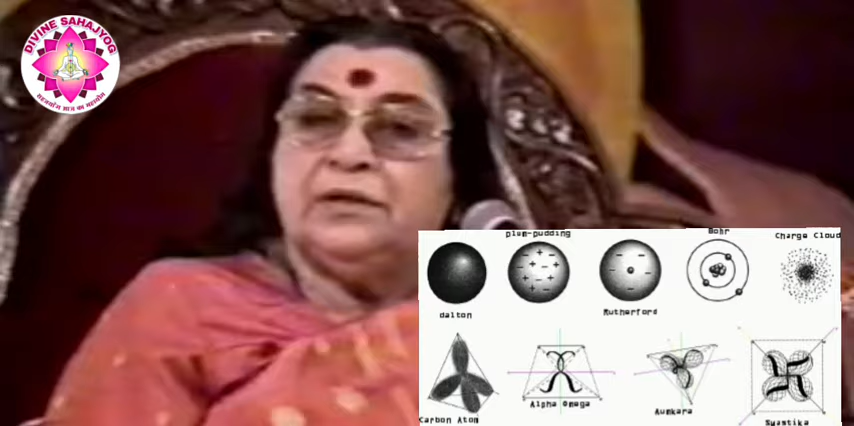 DIVINE SAHAJYOG
plum-pudding
Bohr
Charge Cloud
dalton
Rutherford
Carbon Atom
Alpha Omega
Aumkara
Swastika